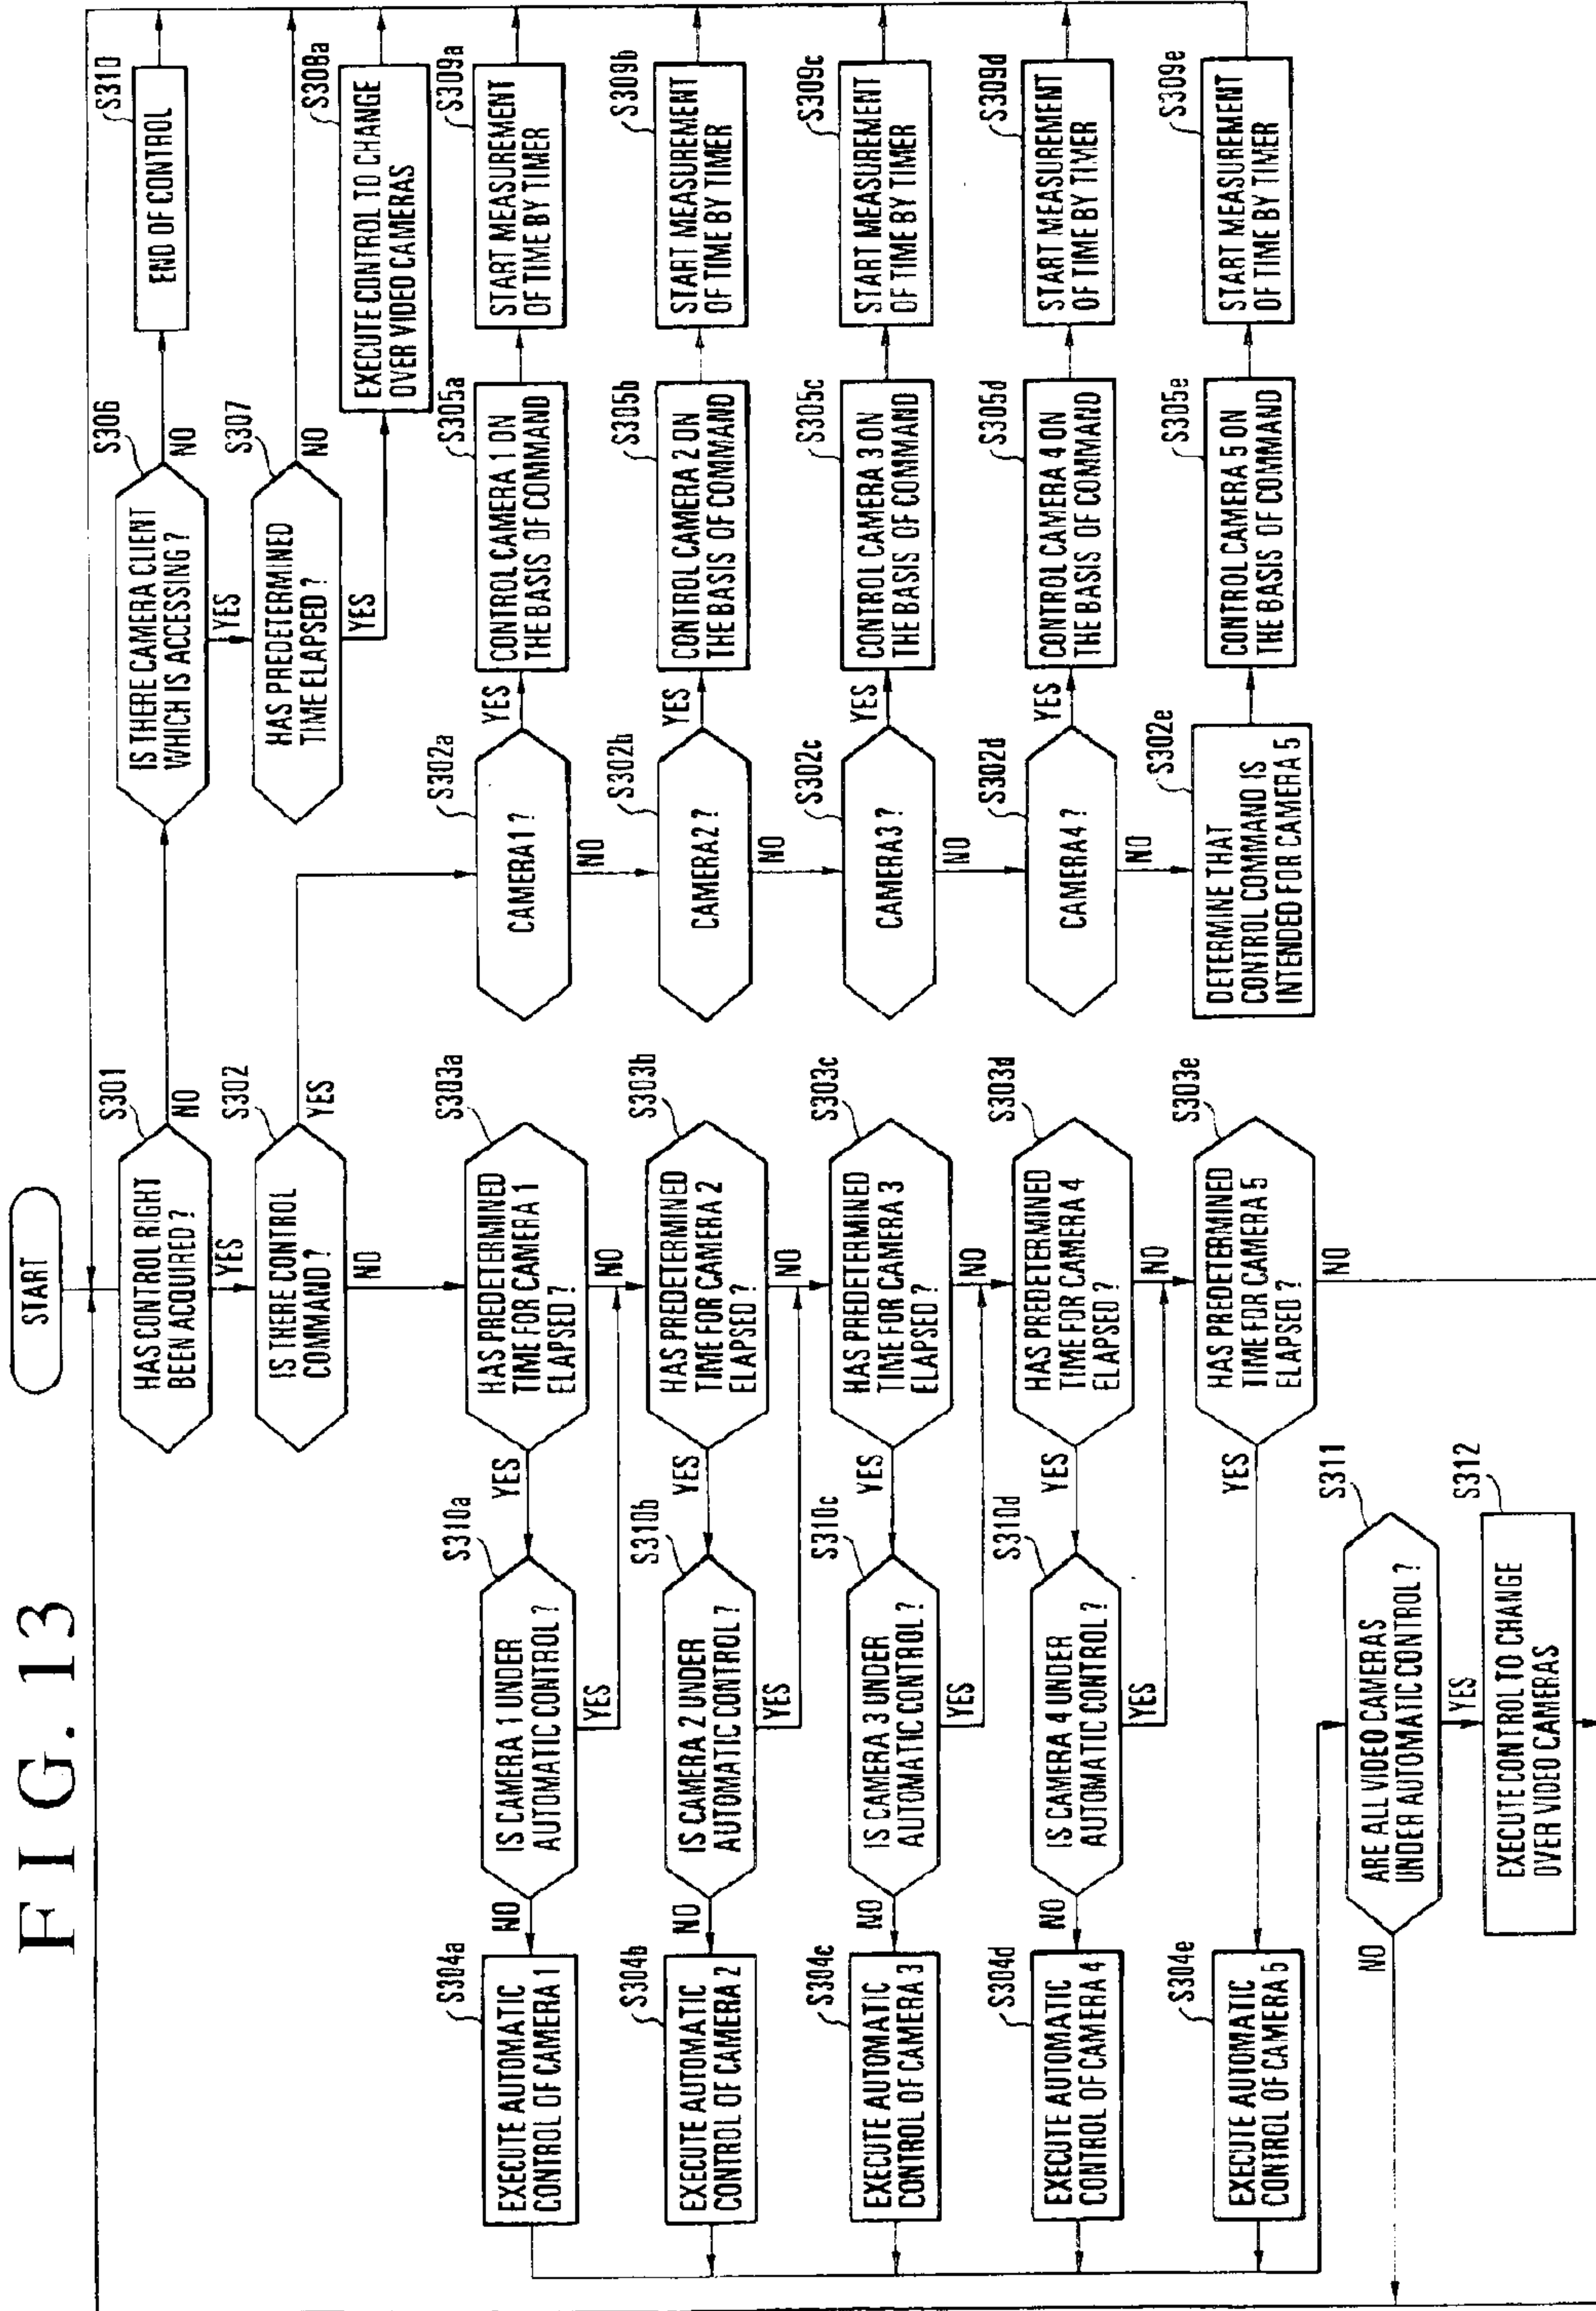 FIG.13
START
S301
HAS CONTROL RIGHT
BEEN ACQUIRED ?
NO
YES
S306
IS THERE CAMERA CLIENT
WHICH IS ACCESSING ?
NO
YES
S310
END OF CONTROL
S302
IS THERE CONTROL
COMMAND ?
YES
NO
S307
HAS PREDETERMINED
TIME ELAPSED ?
NO
YES
S308a
EXECUTE CONTROL TO CHANGE
OVER VIDEO CAMERAS
S304a
EXECUTE AUTOMATIC
CONTROL OF CAMERA 1
NO
S310a
IS CAMERA 1 UNDER
AUTOMATIC CONTROL ?
YES
YES
S303a
HAS PREDETERMINED
TIME FOR CAMERA 1
ELAPSED ?
NO
S302a
CAMERA1 ?
YES
NO
S305a
CONTROL CAMERA 1 ON
THE BASIS OF COMMAND
S309a
START MEASUREMENT
OF TIME BY TIMER
S304b
EXECUTE AUTOMATIC
CONTROL OF CAMERA 2
NO
S310b
IS CAMERA 2 UNDER
AUTOMATIC CONTROL ?
YES
YES
S303b
HAS PREDETERMINED
TIME FOR CAMERA 2
ELAPSED ?
NO
S302b
CAMERA2 ?
YES
NO
S305b
CONTROL CAMERA 2 ON
THE BASIS OF COMMAND
S309b
START MEASUREMENT
OF TIME BY TIMER
S304c
EXECUTE AUTOMATIC
CONTROL OF CAMERA 3
NO
S310c
IS CAMERA 3 UNDER
AUTOMATIC CONTROL ?
YES
YES
S303c
HAS PREDETERMINED
TIME FOR CAMERA 3
ELAPSED ?
NO
S302c
CAMERA3 ?
YES
NO
S305c
CONTROL CAMERA 3 ON
THE BASIS OF COMMAND
S309c
START MEASUREMENT
OF TIME BY TIMER
S304d
EXECUTE AUTOMATIC
CONTROL OF CAMERA 4
NO
S310d
IS CAMERA 4 UNDER
AUTOMATIC CONTROL ?
YES
YES
S303d
HAS PREDETERMINED
TIME FOR CAMERA 4
ELAPSED ?
NO
S302d
CAMERA4 ?
YES
NO
S305d
CONTROL CAMERA 4 ON
THE BASIS OF COMMAND
S309d
START MEASUREMENT
OF TIME BY TIMER
S304e
EXECUTE AUTOMATIC
CONTROL OF CAMERA 5
YES
S303e
HAS PREDETERMINED
TIME FOR CAMERA 5
ELAPSED ?
NO
S302e
DETERMINE THAT
CONTROL COMMAND IS
INTENDED FOR CAMERA 5
S305e
CONTROL CAMERA 5 ON
THE BASIS OF COMMAND
S309e
START MEASUREMENT
OF TIME BY TIMER
S311
ARE ALL VIDEO CAMERAS
UNDER AUTOMATIC CONTROL ?
NO
YES
S312
EXECUTE CONTROL TO CHANGE
OVER VIDEO CAMERAS